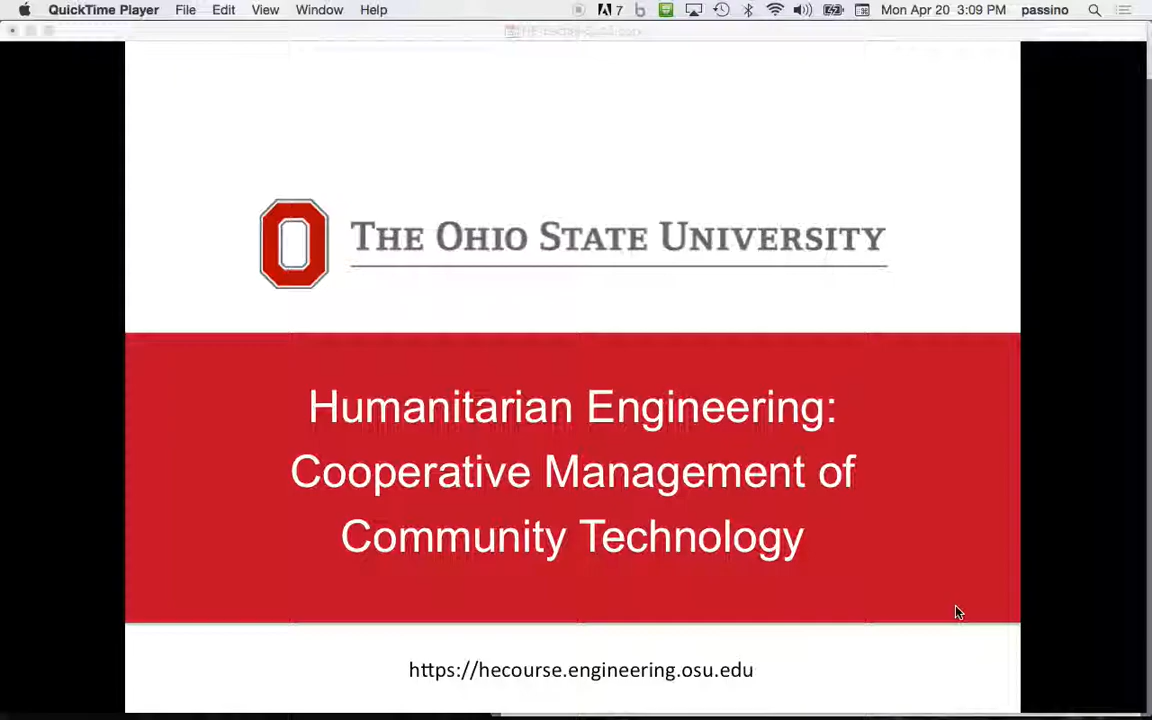 QuickTime Player File Edit View Window Help 7 Mon Apr 20 3:09 PM passino
THE OHIO STATE UNIVERSITY
Humanitarian Engineering:
Cooperative Management of
Community Technology
https://hecourse.engineering.osu.edu